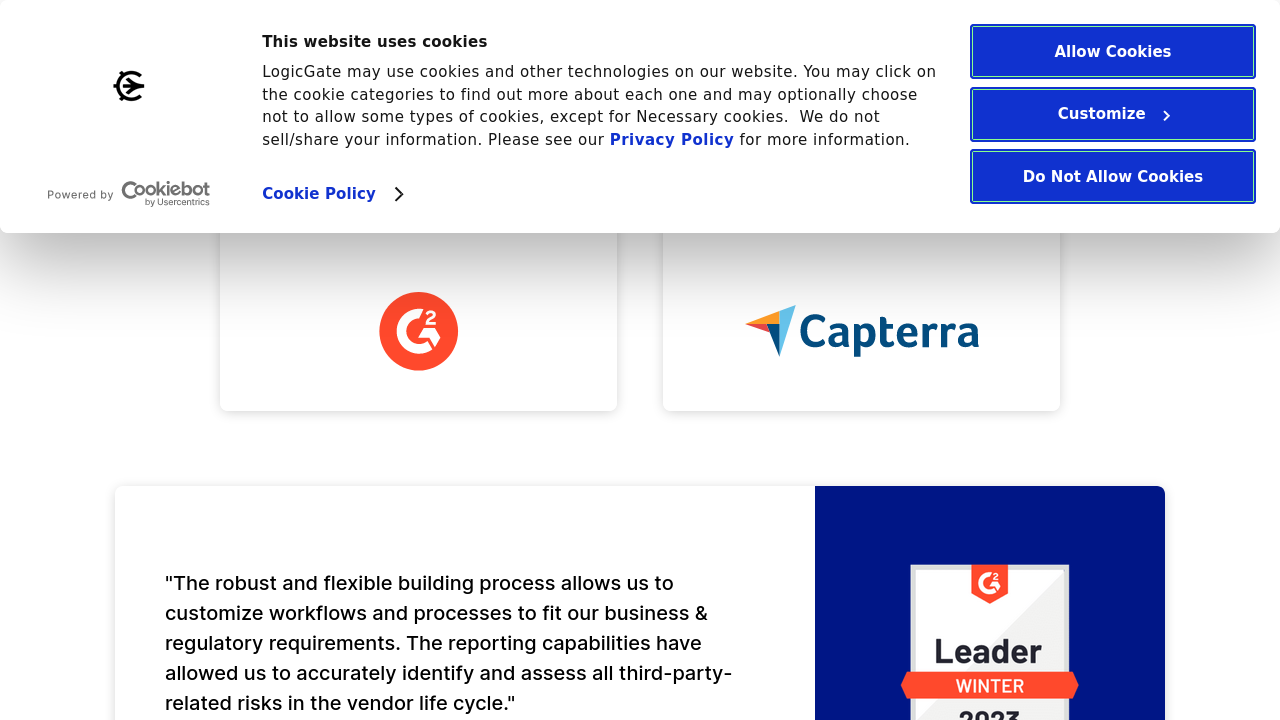 This website uses cookies
LogicGate may use cookies and other technologies on our website. You may click on
the cookie categories to find out more about each one and may optionally choose
not to allow some types of cookies, except for Necessary cookies.  We do not
sell/share your information. Please see our Privacy Policy for more information.
Cookie Policy
Powered by Cookiebot
by Usercentrics
Allow Cookies
Customize
Do Not Allow Cookies
G2
Capterra
"The robust and flexible building process allows us to
customize workflows and processes to fit our business &
regulatory requirements. The reporting capabilities have
allowed us to accurately identify and assess all third-party-
related risks in the vendor life cycle."
G2
Leader
WINTER
2023